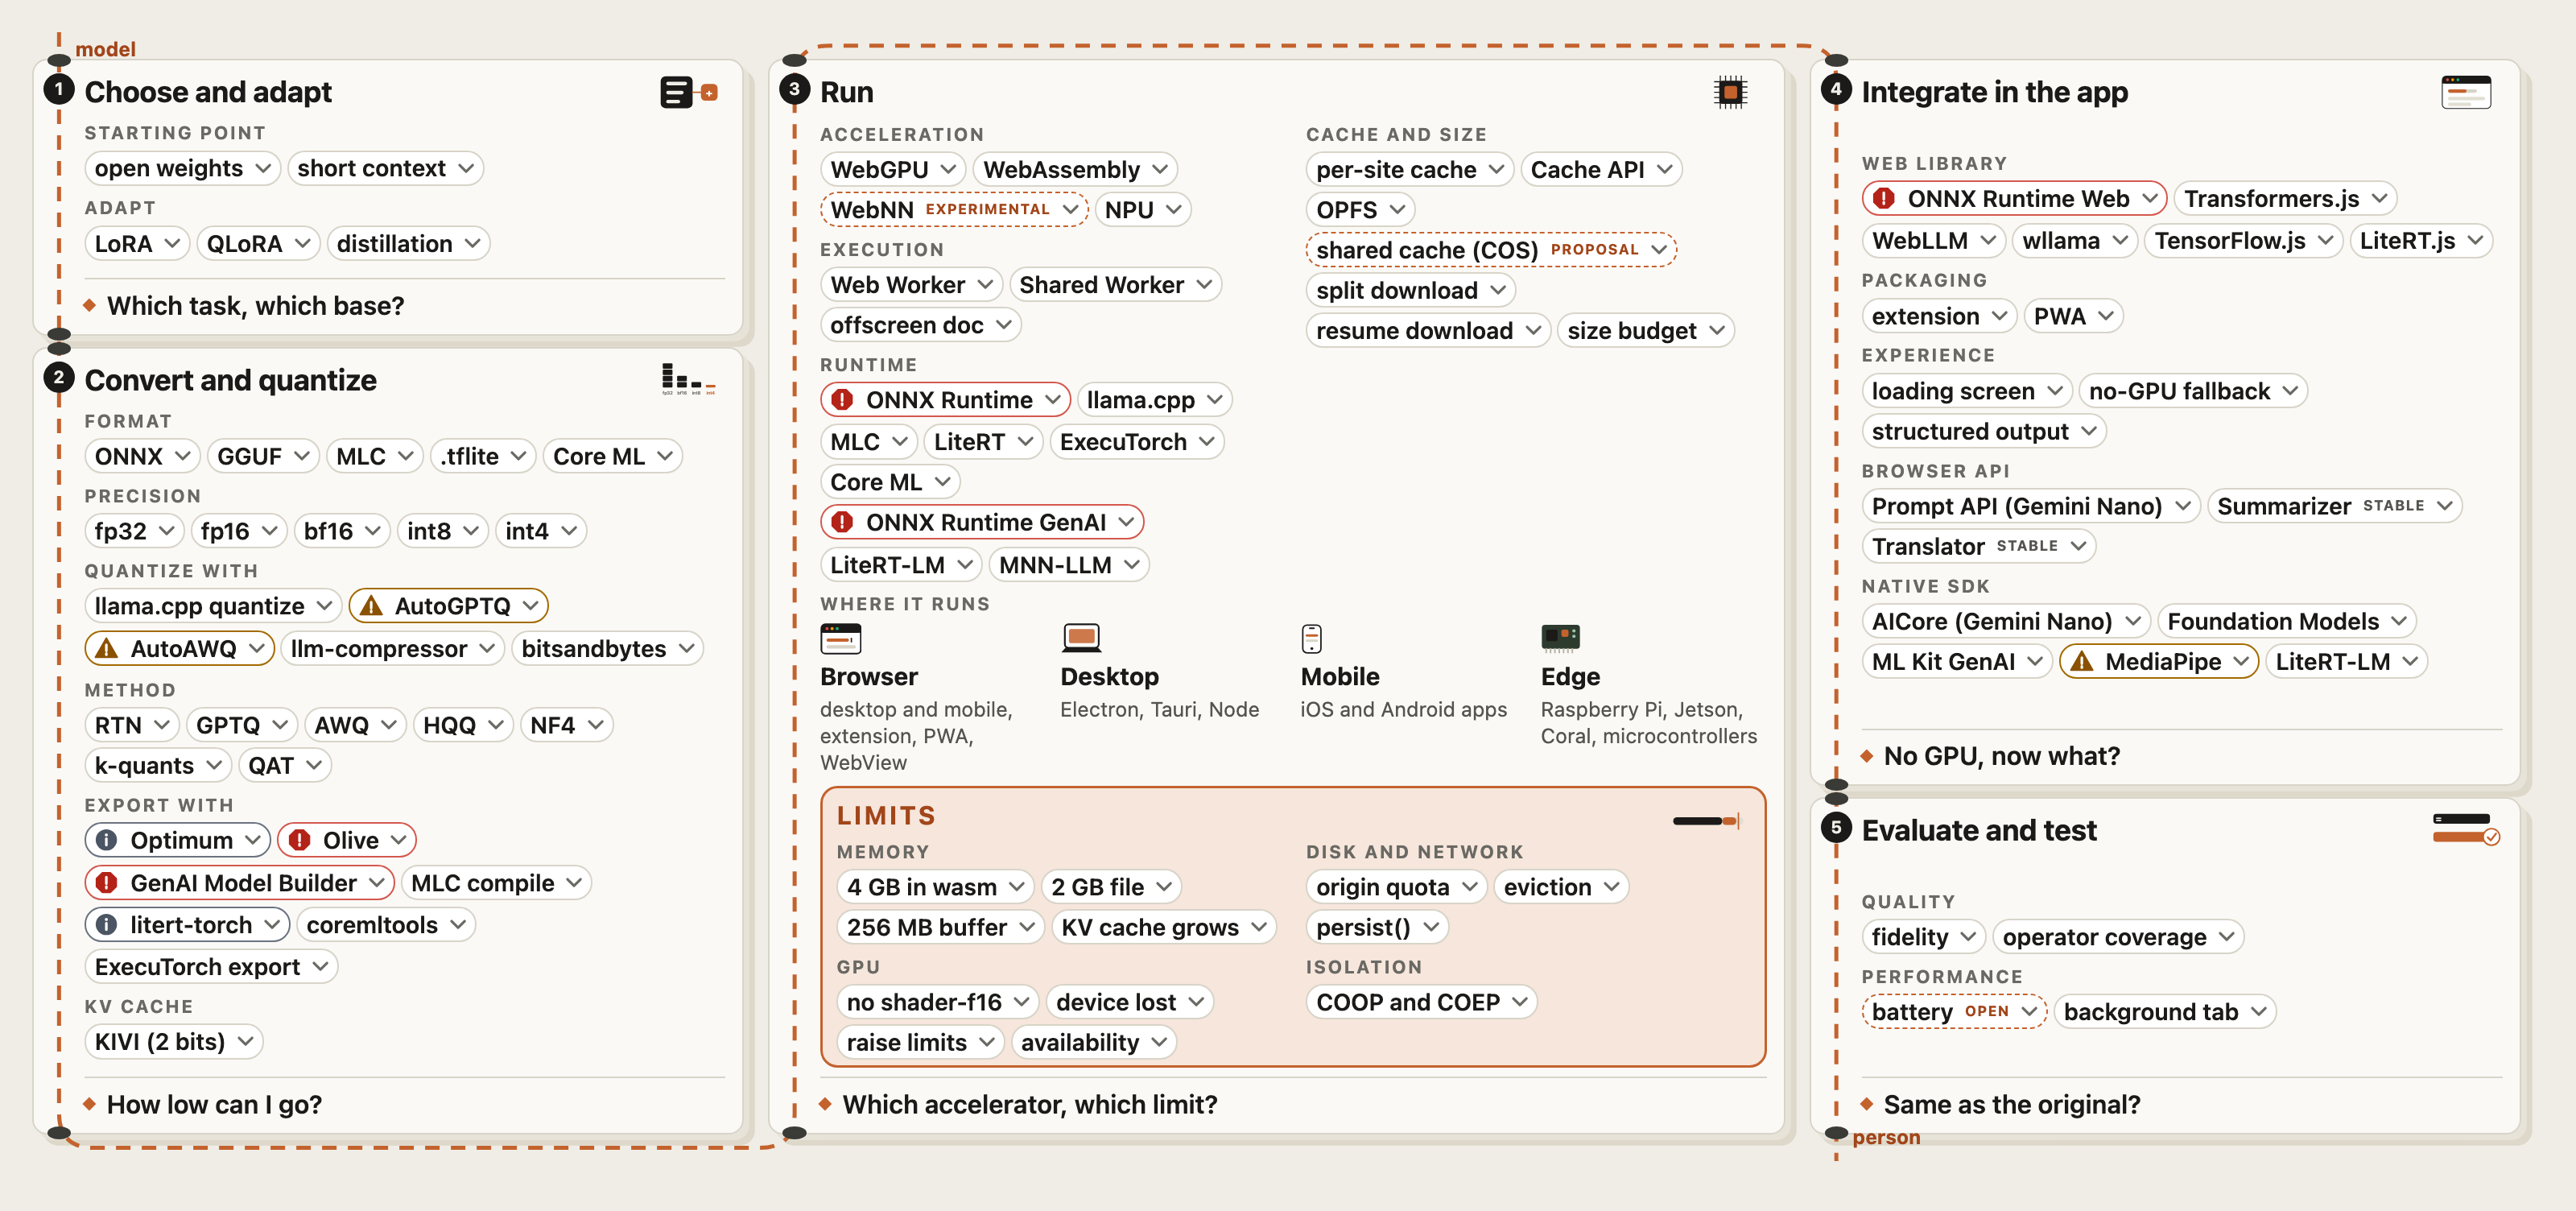 model
1 Choose and adapt
STARTING POINT
open weights short context
ADAPT
LoRA QLoRA distillation
Which task, which base?
2 Convert and quantize
fp32 bf16 int8 int4
FORMAT
ONNX GGUF MLC .tflite Core ML
PRECISION
fp32 fp16 bf16 int8 int4
QUANTIZE WITH
llama.cpp quantize AutoGPTQ
AutoAWQ llm-compressor bitsandbytes
METHOD
RTN GPTQ AWQ HQQ NF4
k-quants QAT
EXPORT WITH
Optimum Olive
GenAI Model Builder MLC compile
litert-torch coremltools
ExecuTorch export
KV CACHE
KIVI (2 bits)
How low can I go?
3 Run
ACCELERATION
WebGPU WebAssembly
WebNN EXPERIMENTAL NPU
EXECUTION
Web Worker Shared Worker
offscreen doc
RUNTIME
ONNX Runtime llama.cpp
MLC LiteRT ExecuTorch
Core ML
ONNX Runtime GenAI
LiteRT-LM MNN-LLM
CACHE AND SIZE
per-site cache Cache API
OPFS
shared cache (COS) PROPOSAL
split download
resume download size budget
WHERE IT RUNS
Browser
desktop and mobile,
extension, PWA,
WebView
Desktop
Electron, Tauri, Node
Mobile
iOS and Android apps
Edge
Raspberry Pi, Jetson,
Coral, microcontrollers
LIMITS
MEMORY
4 GB in wasm 2 GB file
256 MB buffer KV cache grows
GPU
no shader-f16 device lost
raise limits availability
DISK AND NETWORK
origin quota eviction
persist()
ISOLATION
COOP and COEP
Which accelerator, which limit?
4 Integrate in the app
WEB LIBRARY
ONNX Runtime Web Transformers.js
WebLLM wllama TensorFlow.js LiteRT.js
PACKAGING
extension PWA
EXPERIENCE
loading screen no-GPU fallback
structured output
BROWSER API
Prompt API (Gemini Nano) Summarizer STABLE
Translator STABLE
NATIVE SDK
AICore (Gemini Nano) Foundation Models
ML Kit GenAI MediaPipe LiteRT-LM
No GPU, now what?
5 Evaluate and test
QUALITY
fidelity operator coverage
PERFORMANCE
battery OPEN background tab
Same as the original?
person